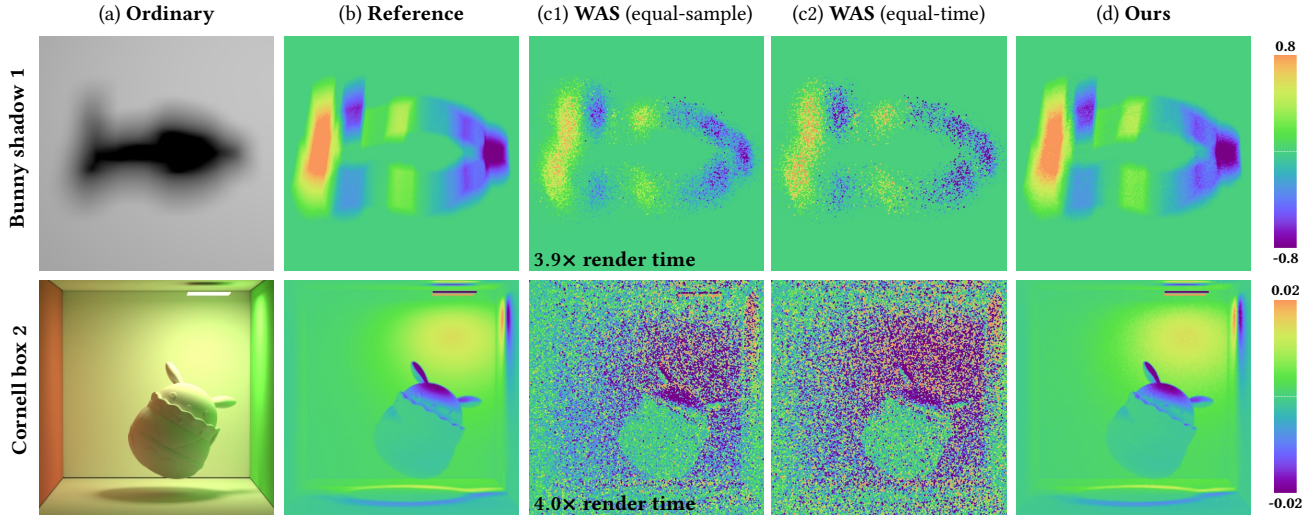 (a) Ordinary
(b) Reference
(c1) WAS (equal-sample)
(c2) WAS (equal-time)
(d) Ours
Bunny shadow 1
3.9× render time
0.8
-0.8
Cornell box 2
4.0× render time
0.02
-0.02